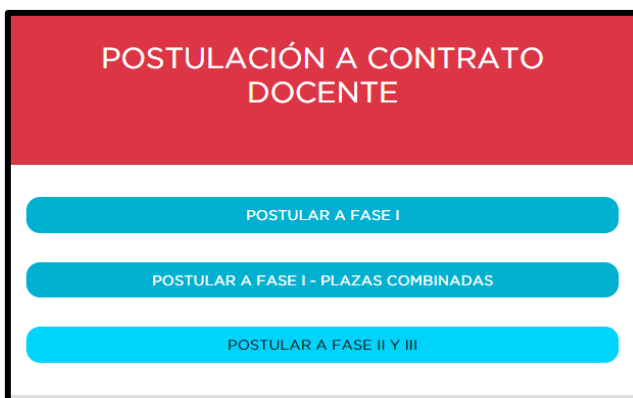 POSTULACIÓN A CONTRATO
DOCENTE
POSTULAR A FASE I
POSTULAR A FASE I - PLAZAS COMBINADAS
POSTULAR A FASE II Y III